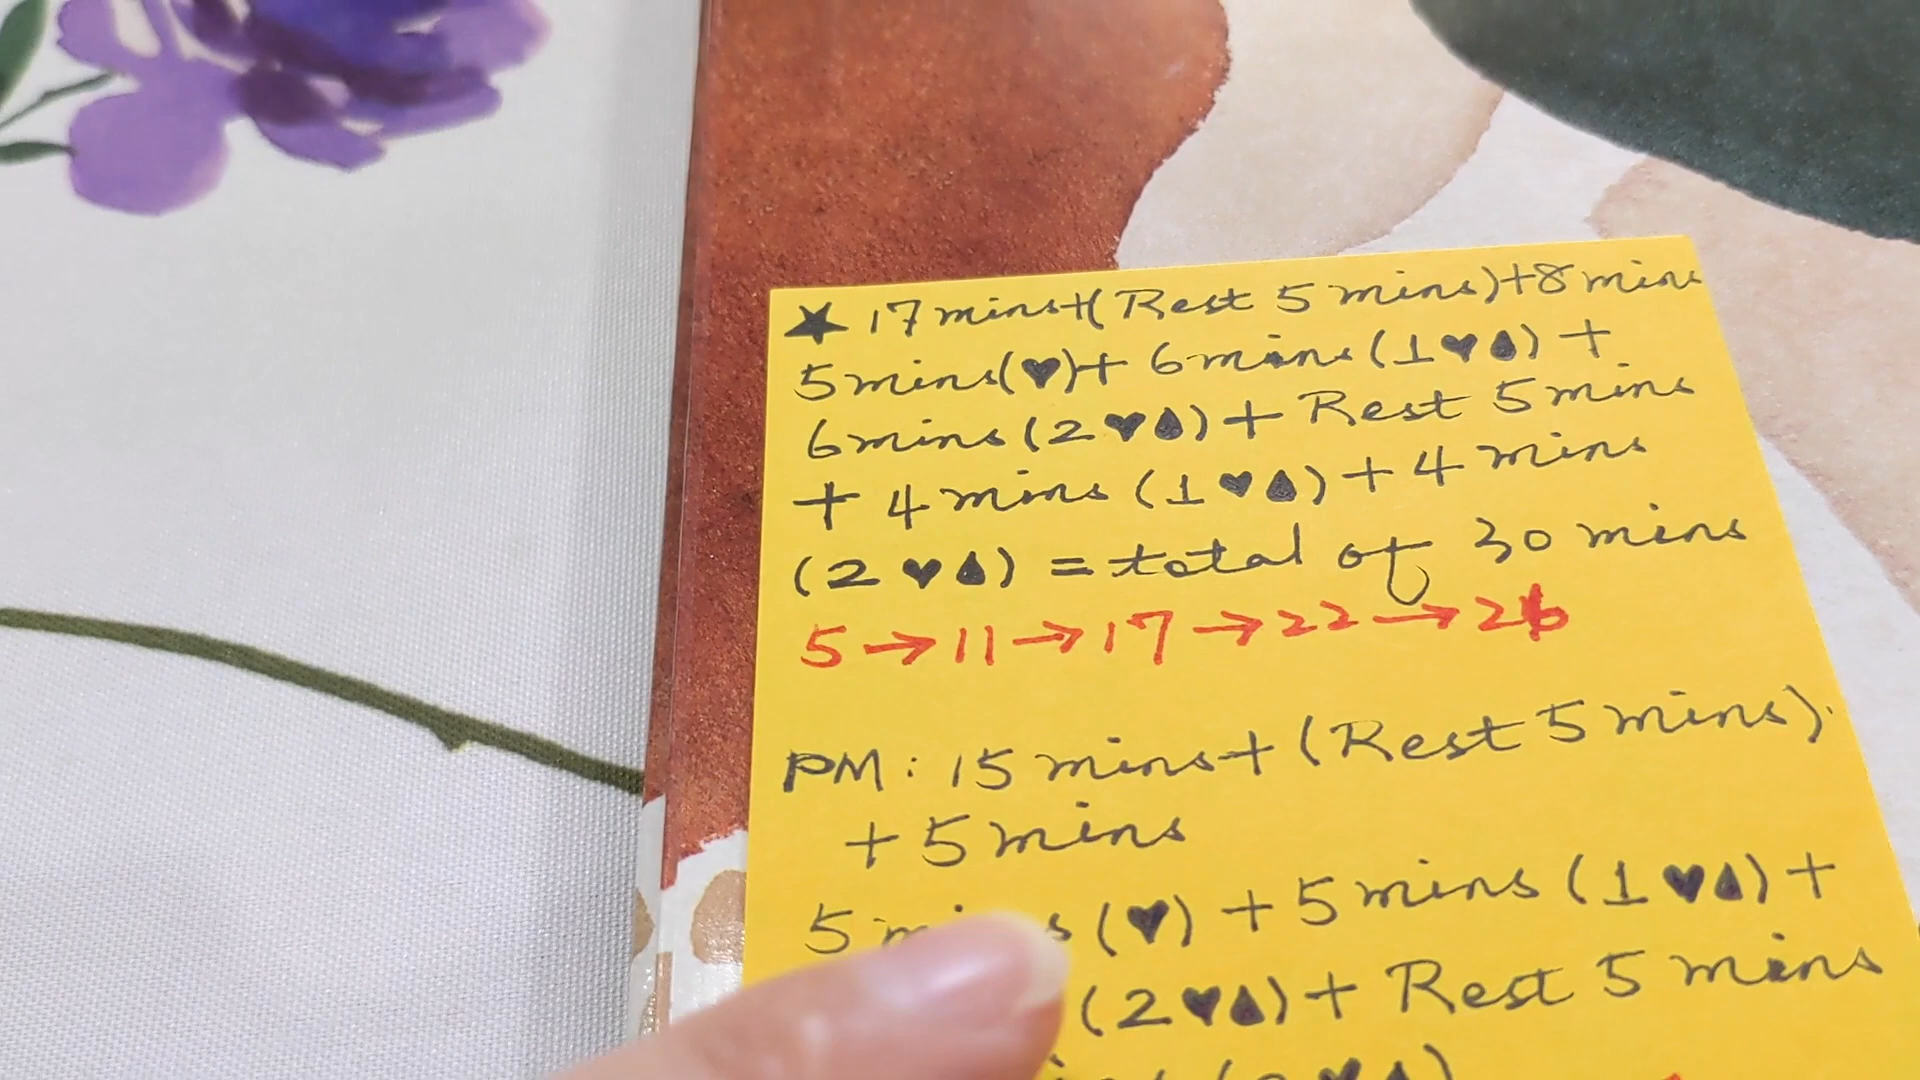 ★ 17 mins+(Rest 5 mins)+8 mins
5 mins(♥)+ 6 mins (1♥💧) +
6 mins (2♥💧) + Rest 5 mins
+ 4 mins (1♥💧) + 4 mins
(2♥💧) = total of 30 mins
5→11→17→22→26
PM: 15 mins+(Rest 5 mins)
+ 5 mins
5 (♥) + 5 mins (1♥💧) +
(2♥💧) + Rest 5 mins